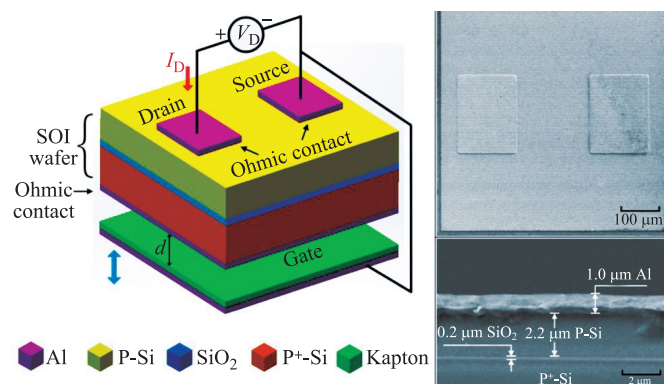 + V_D −
I_D
Source
Drain
SOI
wafer
Ohmic contact
Ohmic
contact
d
Gate
Al
P-Si
SiO₂
P⁺-Si
Kapton
100 μm
1.0 μm Al
0.2 μm SiO₂
2.2 μm P-Si
P⁺-Si
2 μm